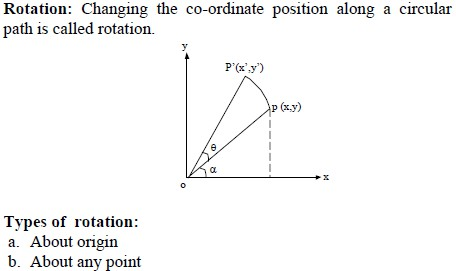 Rotation: Changing the co-ordinate position along a circular
path is called rotation.
y
P'(x',y')
p (x,y)
θ
α
x
o
Types of rotation:
a. About origin
b. About any point